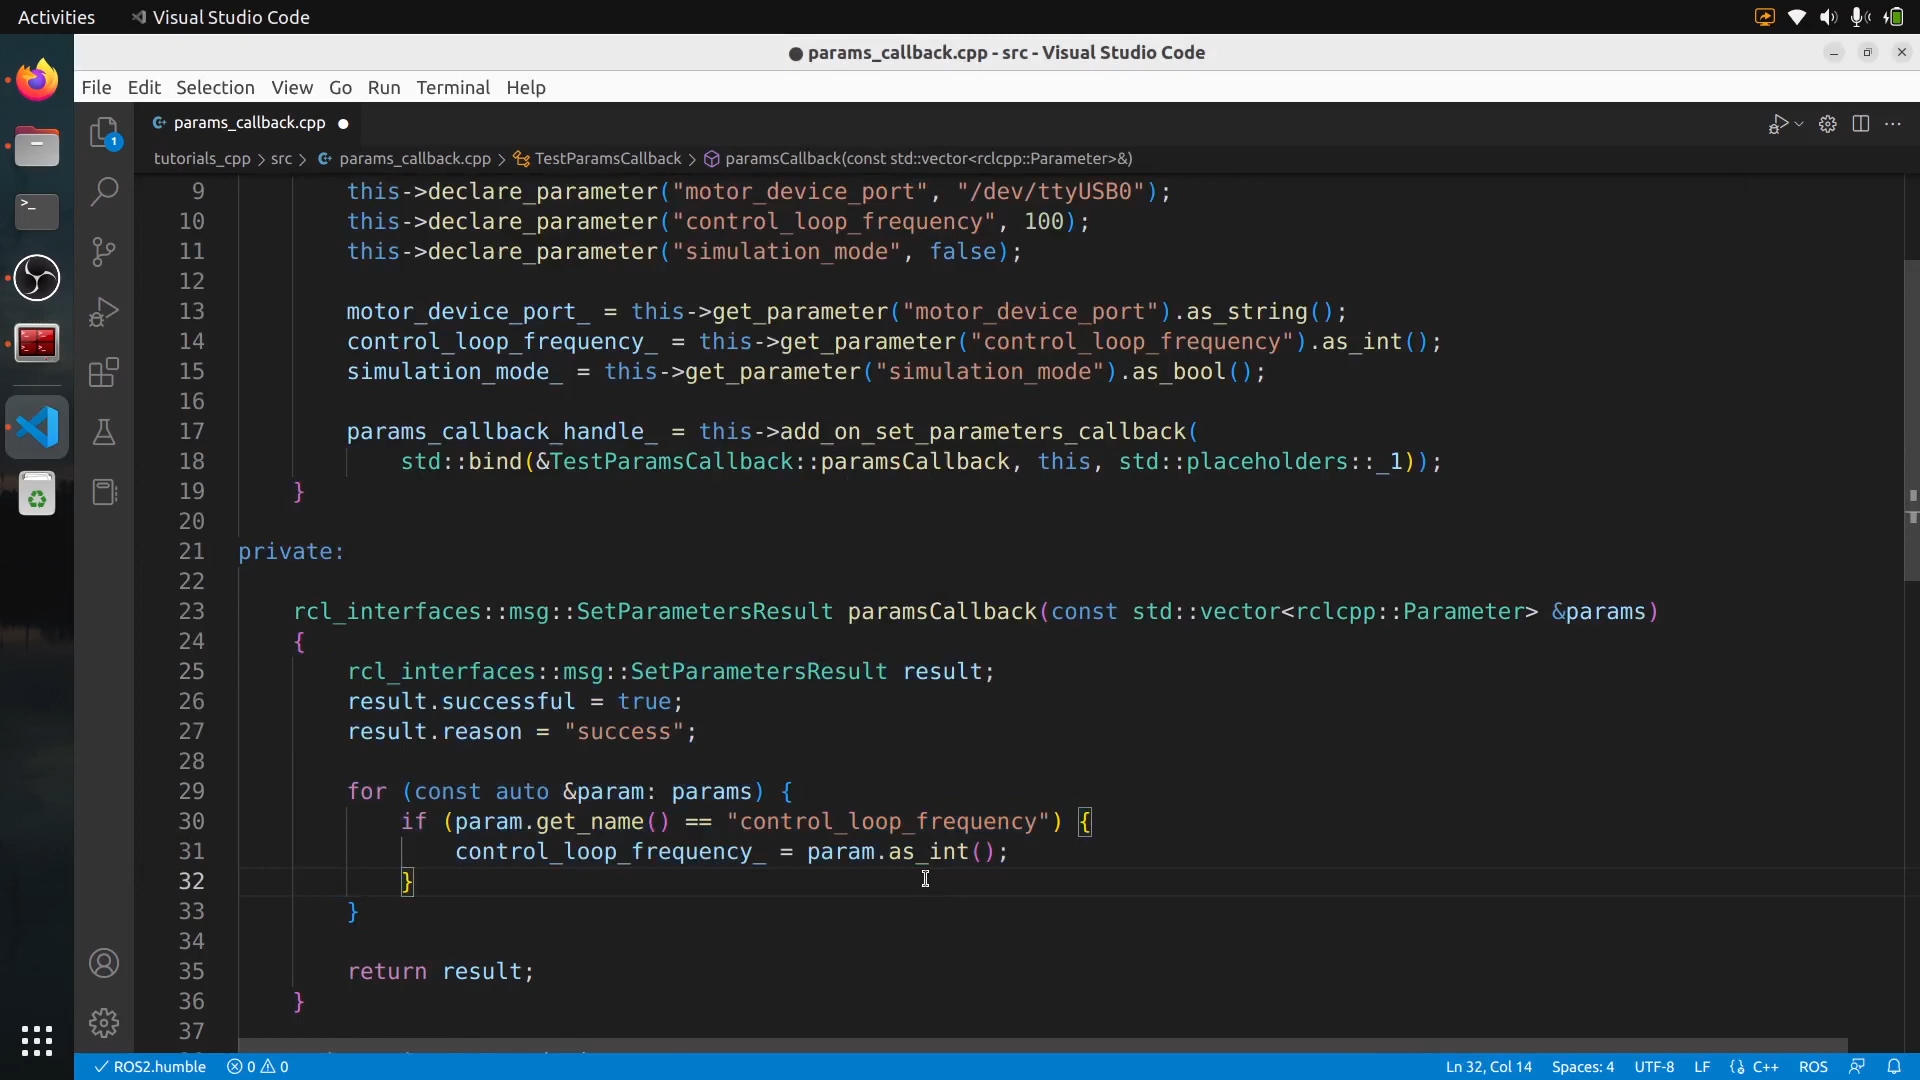 Activities Visual Studio Code
params_callback.cpp - src - Visual Studio Code
File Edit Selection View Go Run Terminal Help
params_callback.cpp
1
tutorials_cpp > src > params_callback.cpp > TestParamsCallback > paramsCallback(const std::vector<rclcpp::Parameter>&)
9 this->declare_parameter("motor_device_port", "/dev/ttyUSB0");
10 this->declare_parameter("control_loop_frequency", 100);
11 this->declare_parameter("simulation_mode", false);
12
13 motor_device_port_ = this->get_parameter("motor_device_port").as_string();
14 control_loop_frequency_ = this->get_parameter("control_loop_frequency").as_int();
15 simulation_mode_ = this->get_parameter("simulation_mode").as_bool();
16
17 params_callback_handle_ = this->add_on_set_parameters_callback(
18 std::bind(&TestParamsCallback::paramsCallback, this, std::placeholders::_1));
19 }
20
21 private:
22
23 rcl_interfaces::msg::SetParametersResult paramsCallback(const std::vector<rclcpp::Parameter> &params)
24 {
25 rcl_interfaces::msg::SetParametersResult result;
26 result.successful = true;
27 result.reason = "success";
28
29 for (const auto &param: params) {
30 if (param.get_name() == "control_loop_frequency") {
31 control_loop_frequency_ = param.as_int();
32 }
33 }
34
35 return result;
36 }
37
ROS2.humble 0 0 Ln 32, Col 14 Spaces: 4 UTF-8 LF {} C++ ROS